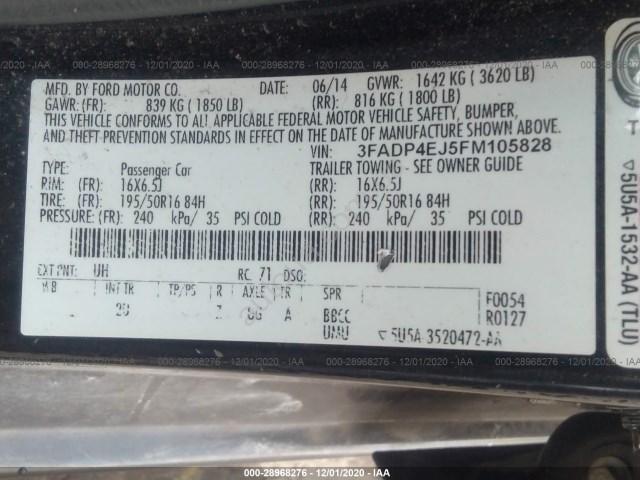 000-28968276 - 12/01/2020 - IAA
MFD. BY FORD MOTOR CO. DATE: 06/14 GVWR: 1642 KG ( 3620 LB)
GAWR: (FR): 839 KG ( 1850 LB) (RR): 816 KG ( 1800 LB)
THIS VEHICLE CONFORMS TO ALL APPLICABLE FEDERAL MOTOR VEHICLE SAFETY, BUMPER,
AND THEFT PREVENTION STANDARDS IN EFFECT ON THE DATE OF MANUFACTURE SHOWN ABOVE.
VIN: 3FADP4EJ5FM105828
TYPE: Passenger Car TRAILER TOWING - SEE OWNER GUIDE
RIM: (FR): 16X6.5J (RR): 16X6.5J
TIRE: (FR): 195/50R16 84H (RR): 195/50R16 84H
PRESSURE: (FR): 240 kPa/ 35 PSI COLD (RR): 240 kPa/ 35 PSI COLD
EXT PNT: UH RC: 71 DSO:
WB INT TR TP/PS R AXLE TR SPR F0054
20 Z UG A BBCC R0127
UMU 5U5A 3520472-AA
5U5A-1532-AA (TLU)
000-28968276 - 12/01/2020 - IAA
000-28968276 - 12/01/2020 - IAA